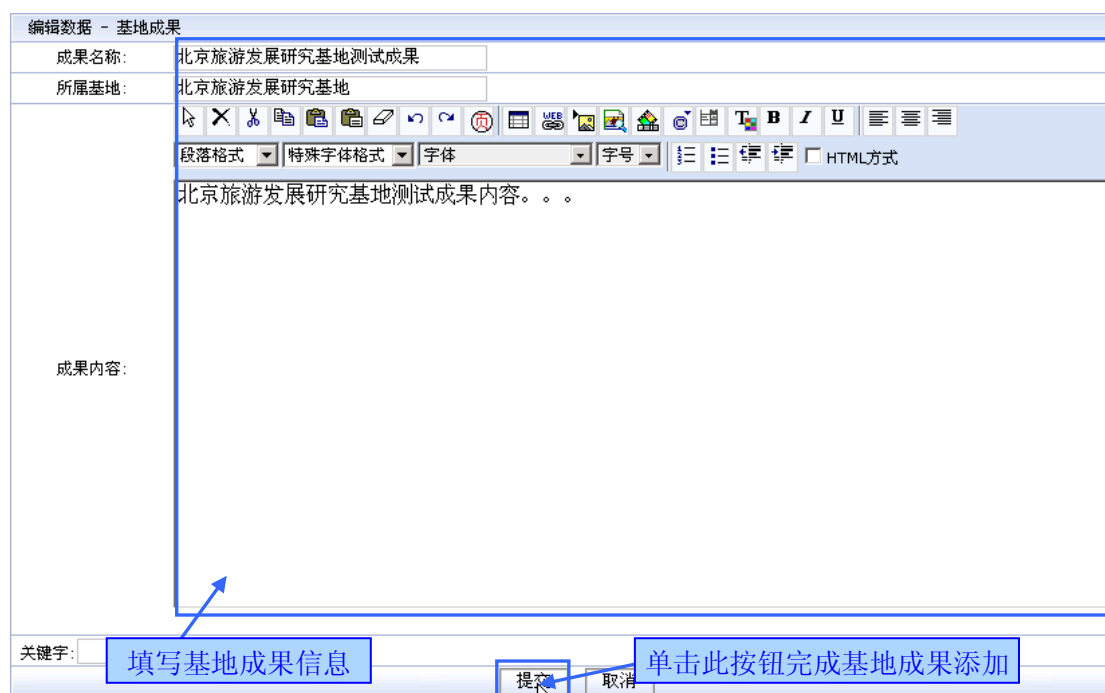 编辑数据 - 基地成果
成果名称: 北京旅游发展研究基地测试成果
所属基地: 北京旅游发展研究基地
页 WEB T B I U
段落格式 特殊字体格式 字体 字号 HTML方式
北京旅游发展研究基地测试成果内容。。。
成果内容:
关键字:
填写基地成果信息
单击此按钮完成基地成果添加
提交 取消